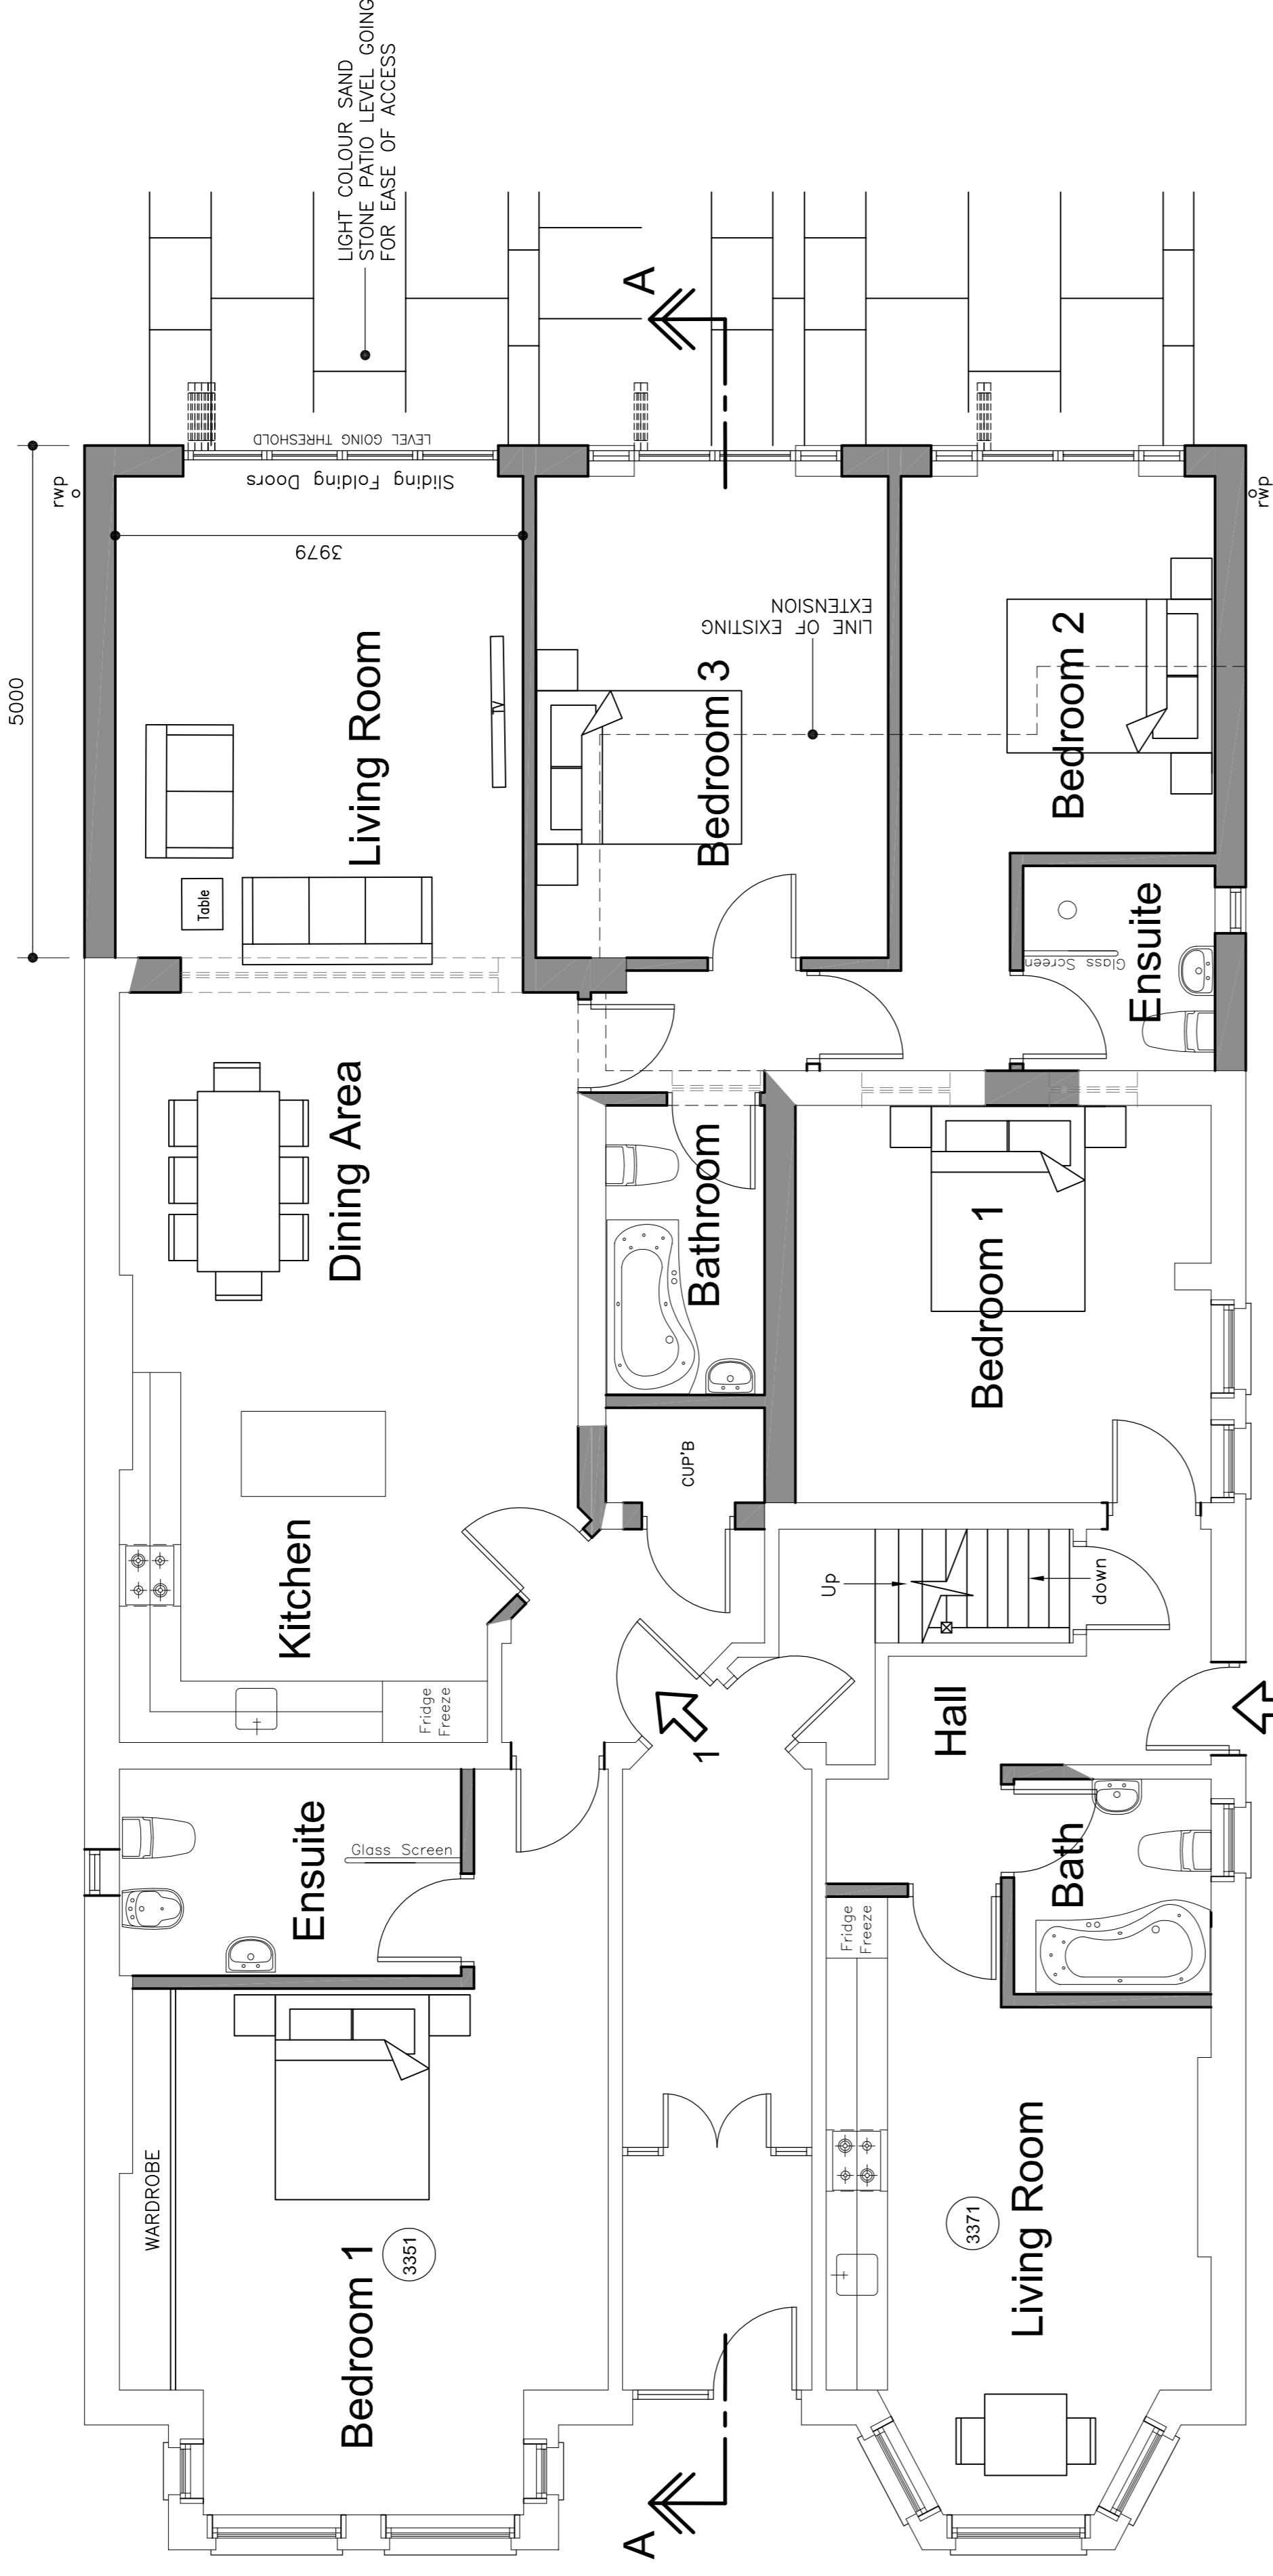 LIGHT COLOUR SAND
STONE PATIO LEVEL GOING
FOR EASE OF ACCESS
A
5000
rwp
LEVEL GOING THRESHOLD
Sliding Folding Doors
3979
rwp
LINE OF EXISTING
EXTENSION
Living Room
TV
Table
Bedroom 3
Bedroom 2
Ensuite
Glass Screen
Dining Area
Bathroom
Bedroom 1
CUP'B
Kitchen
Fridge
Freeze
Up
down
1
Hall
Ensuite
Glass Screen
Bath
Fridge
Freeze
WARDROBE
Bedroom 1
3351
Living Room
3371
A